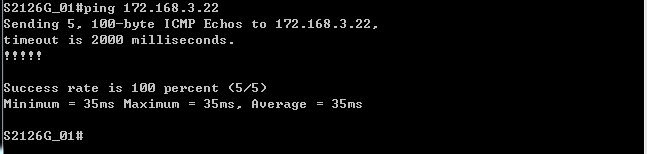 S2126G_01#ping 172.168.3.22
Sending 5, 100-byte ICMP Echos to 172.168.3.22,
timeout is 2000 milliseconds.
!!!!!
Success rate is 100 percent (5/5)
Minimum = 35ms Maximum = 35ms, Average = 35ms
S2126G_01#